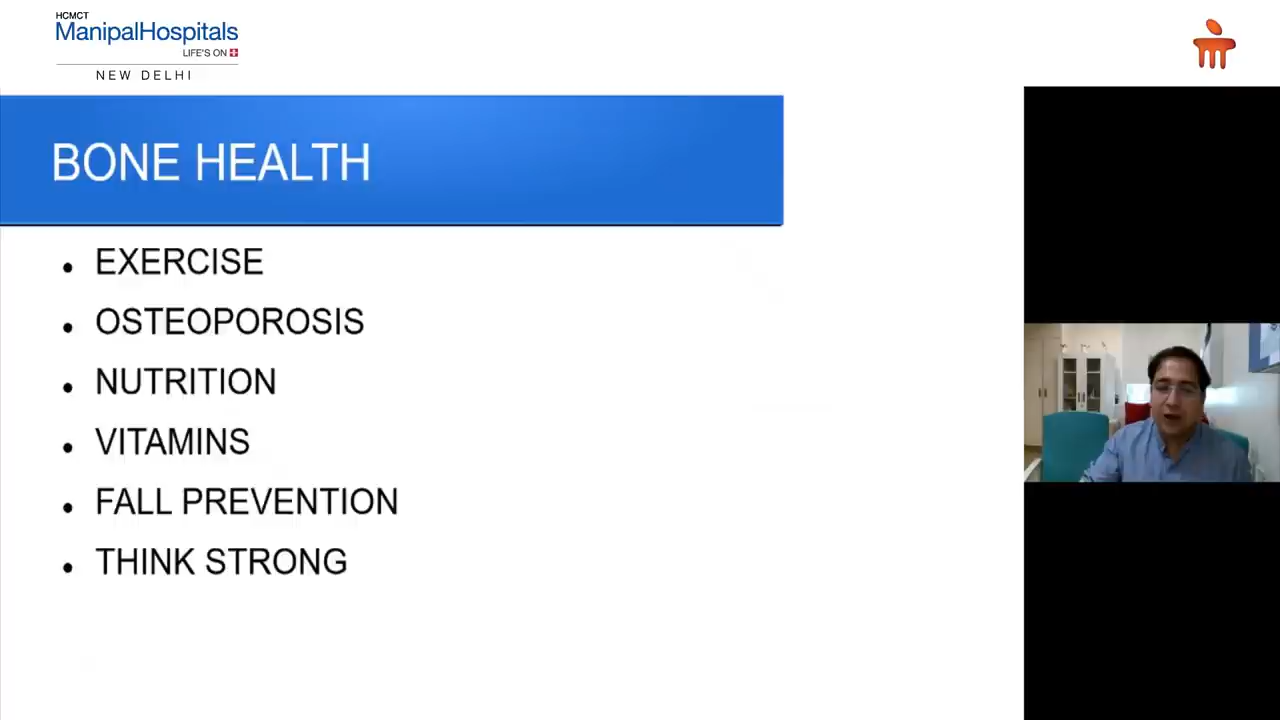 HCMCT
ManipalHospitals
LIFE'S ON
NEW DELHI
BONE HEALTH
• EXERCISE
• OSTEOPOROSIS
• NUTRITION
• VITAMINS
• FALL PREVENTION
• THINK STRONG